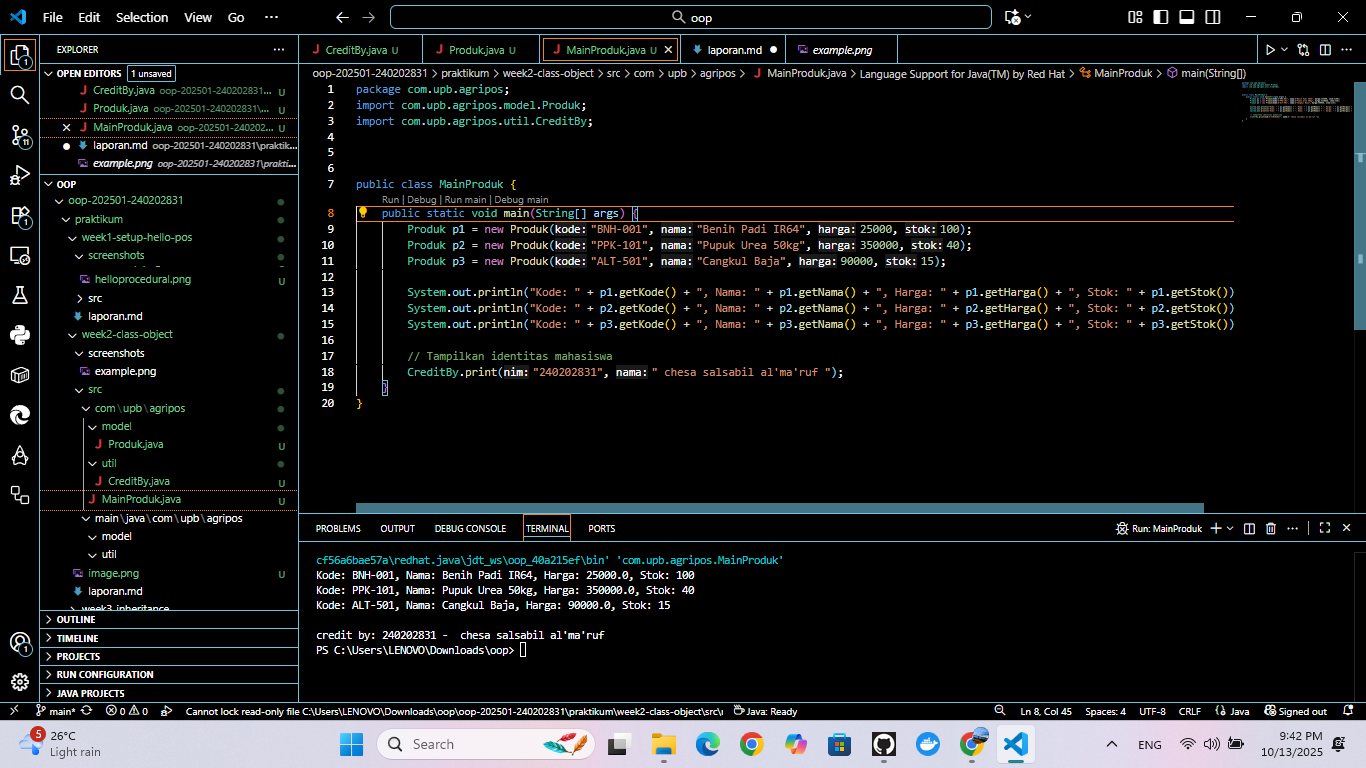 File Edit Selection View Go ···
oop
EXPLORER ···
OPEN EDITORS 1 unsaved
CreditBy.java oop-202501-240202831... U
Produk.java oop-202501-240202831\... U
MainProduk.java oop-202501-240202... U
laporan.md oop-202501-240202831\praktik...
example.png oop-202501-240202831\prakti...
OOP
oop-202501-240202831
praktikum
week1-setup-hello-pos
screenshots
helloprocedural.png U
src
laporan.md
week2-class-object
screenshots
example.png
src
com\upb\agripos
model
Produk.java U
util
CreditBy.java U
MainProduk.java U
main\java\com\upb\agripos
model
util
image.png U
laporan.md
week3 inheritance
OUTLINE
TIMELINE
PROJECTS
RUN CONFIGURATION
JAVA PROJECTS
CreditBy.java U Produk.java U MainProduk.java U laporan.md example.png
oop-202501-240202831 > praktikum > week2-class-object > src > com > upb > agripos > MainProduk.java > Language Support for Java(TM) by Red Hat > MainProduk > main(String[])
1 package com.upb.agripos;
2 import com.upb.agripos.model.Produk;
3 import com.upb.agripos.util.CreditBy;
4
5
6
7 public class MainProduk {
Run | Debug | Run main | Debug main
8 public static void main(String[] args) {
9 Produk p1 = new Produk(kode: "BNH-001", nama: "Benih Padi IR64", harga: 25000, stok: 100);
10 Produk p2 = new Produk(kode: "PPK-101", nama: "Pupuk Urea 50kg", harga: 350000, stok: 40);
11 Produk p3 = new Produk(kode: "ALT-501", nama: "Cangkul Baja", harga: 90000, stok: 15);
12
13 System.out.println("Kode: " + p1.getKode() + ", Nama: " + p1.getNama() + ", Harga: " + p1.getHarga() + ", Stok: " + p1.getStok())
14 System.out.println("Kode: " + p2.getKode() + ", Nama: " + p2.getNama() + ", Harga: " + p2.getHarga() + ", Stok: " + p2.getStok())
15 System.out.println("Kode: " + p3.getKode() + ", Nama: " + p3.getNama() + ", Harga: " + p3.getHarga() + ", Stok: " + p3.getStok())
16
17 // Tampilkan identitas mahasiswa
18 CreditBy.print(nim: "240202831", nama: " chesa salsabil al'ma'ruf ");
19 }
20 }
PROBLEMS OUTPUT DEBUG CONSOLE TERMINAL PORTS Run: MainProduk
cf56a6bae57a\redhat.java\jdt_ws\oop_40a215ef\bin' 'com.upb.agripos.MainProduk'
Kode: BNH-001, Nama: Benih Padi IR64, Harga: 25000.0, Stok: 100
Kode: PPK-101, Nama: Pupuk Urea 50kg, Harga: 350000.0, Stok: 40
Kode: ALT-501, Nama: Cangkul Baja, Harga: 90000.0, Stok: 15
credit by: 240202831 -  chesa salsabil al'ma'ruf
PS C:\Users\LENOVO\Downloads\oop>
main* 0 0 Cannot lock read-only file C:\Users\LENOVO\Downloads\oop\oop-202501-240202831\praktikum\week2-class-object\src\ Java: Ready Ln 8, Col 45 Spaces: 4 UTF-8 CRLF Java Signed out
5 26°C
Light rain
Search
ENG
9:42 PM
10/13/2025